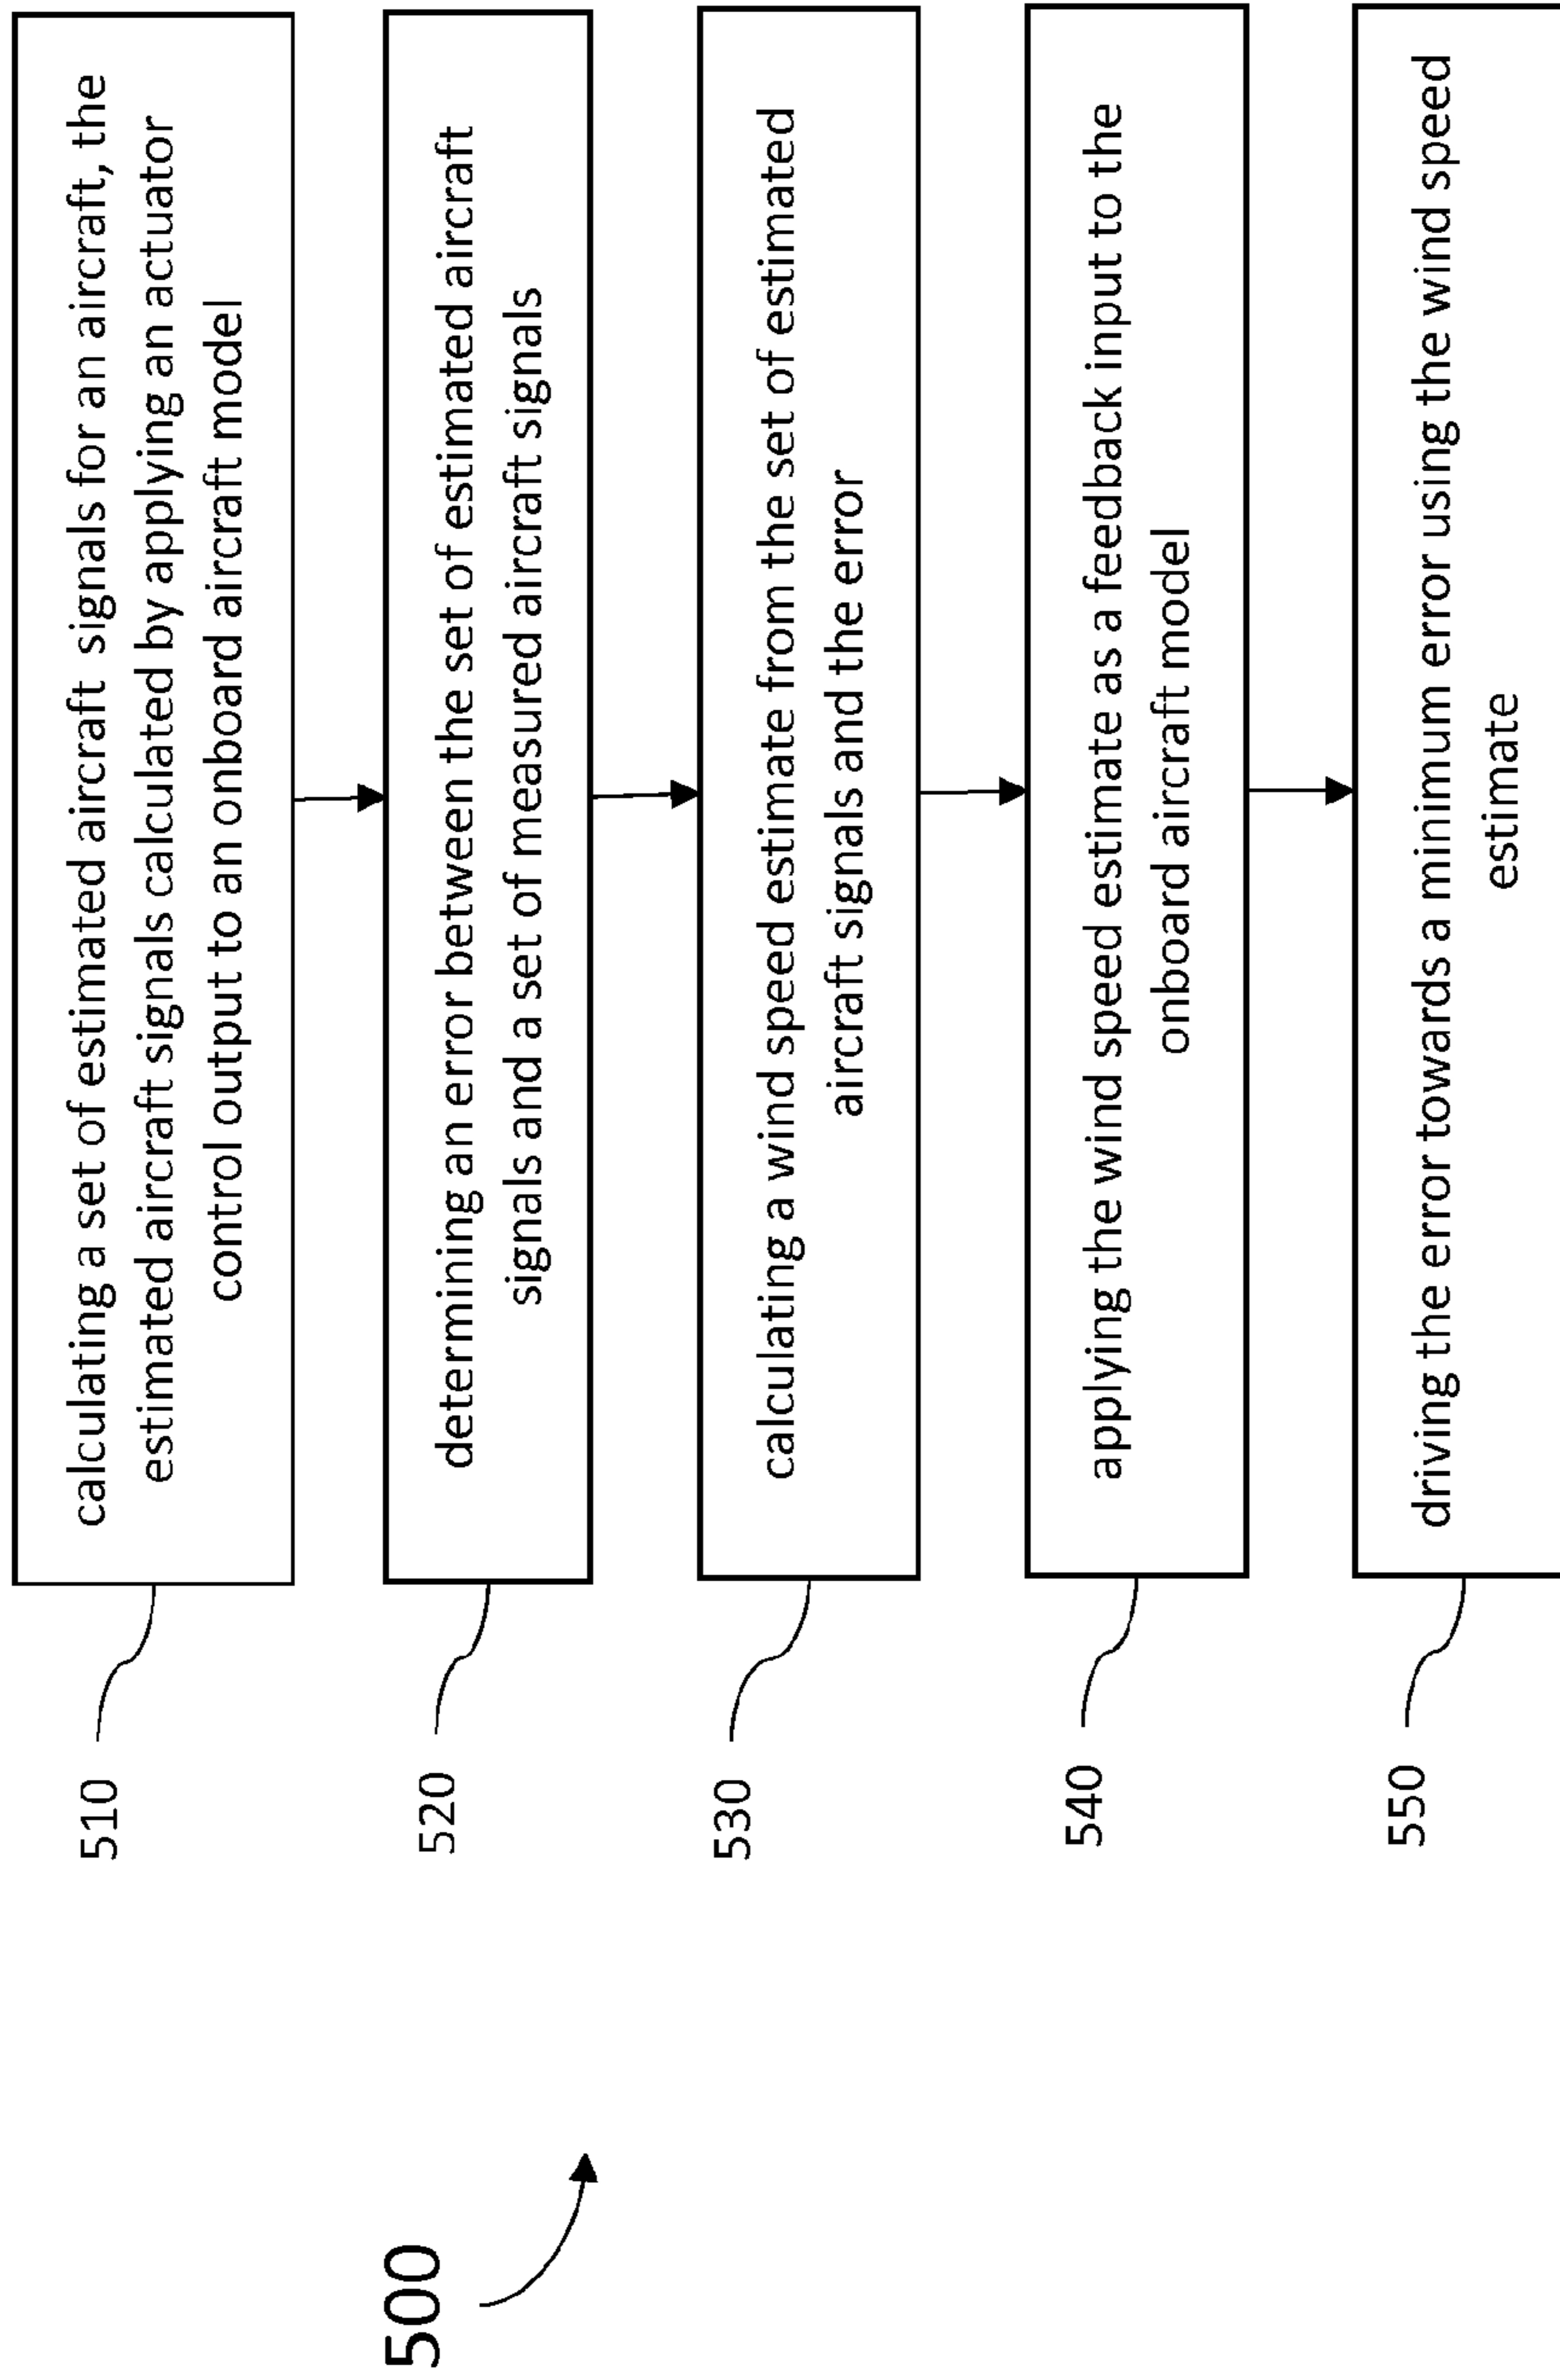 500
510
calculating a set of estimated aircraft signals for an aircraft, the
estimated aircraft signals calculated by applying an actuator
control output to an onboard aircraft model
520
determining an error between the set of estimated aircraft
signals and a set of measured aircraft signals
530
calculating a wind speed estimate from the set of estimated
aircraft signals and the error
540
applying the wind speed estimate as a feedback input to the
onboard aircraft model
550
driving the error towards a minimum error using the wind speed
estimate